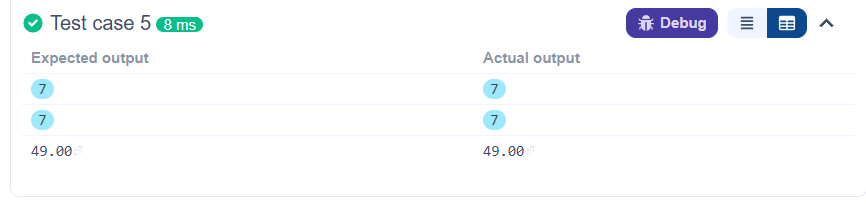 Test case 5 8 ms Debug
Expected output Actual output
7 7
7 7
49.00 49.00